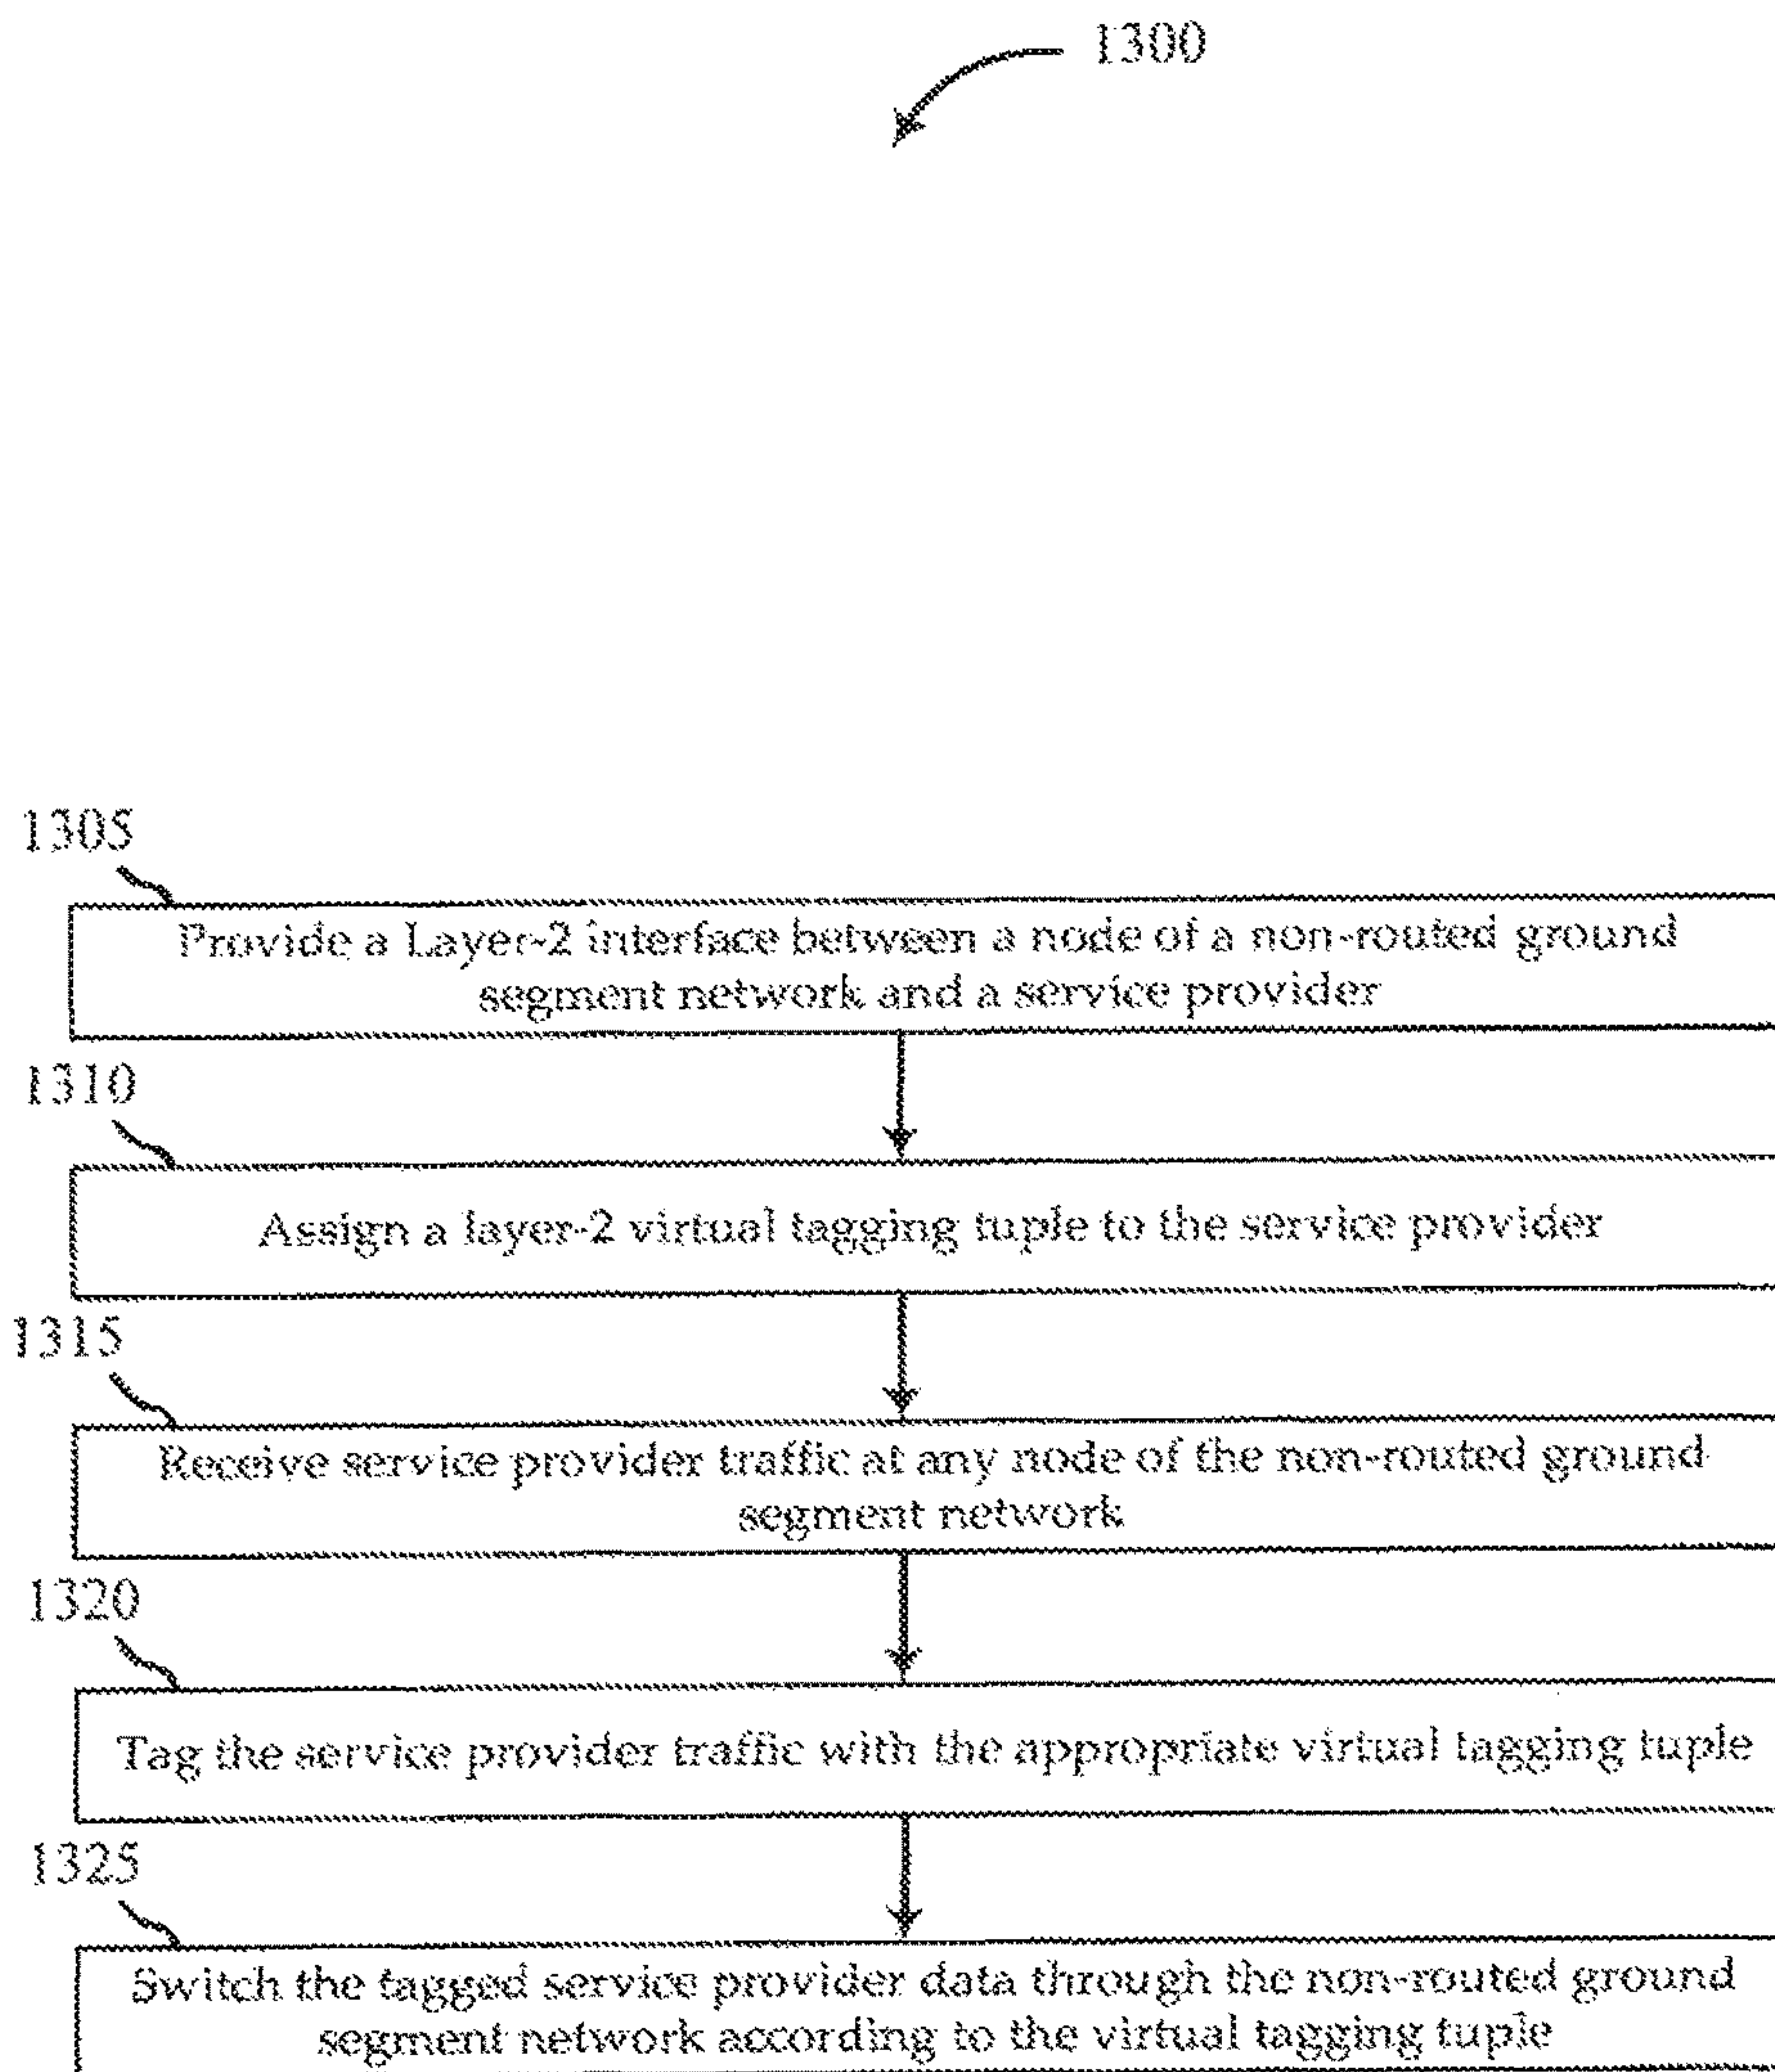 1300
1305
Provide a Layer-2 interface between a node of a non-routed ground
segment network and a service provider
1310
Assign a layer-2 virtual tagging tuple to the service provider
1315
Receive service provider traffic at any node of the non-routed ground
segment network
1320
Tag the service provider traffic with the appropriate virtual tagging tuple
1325
Switch the tagged service provider data through the non-routed ground
segment network according to the virtual tagging tuple